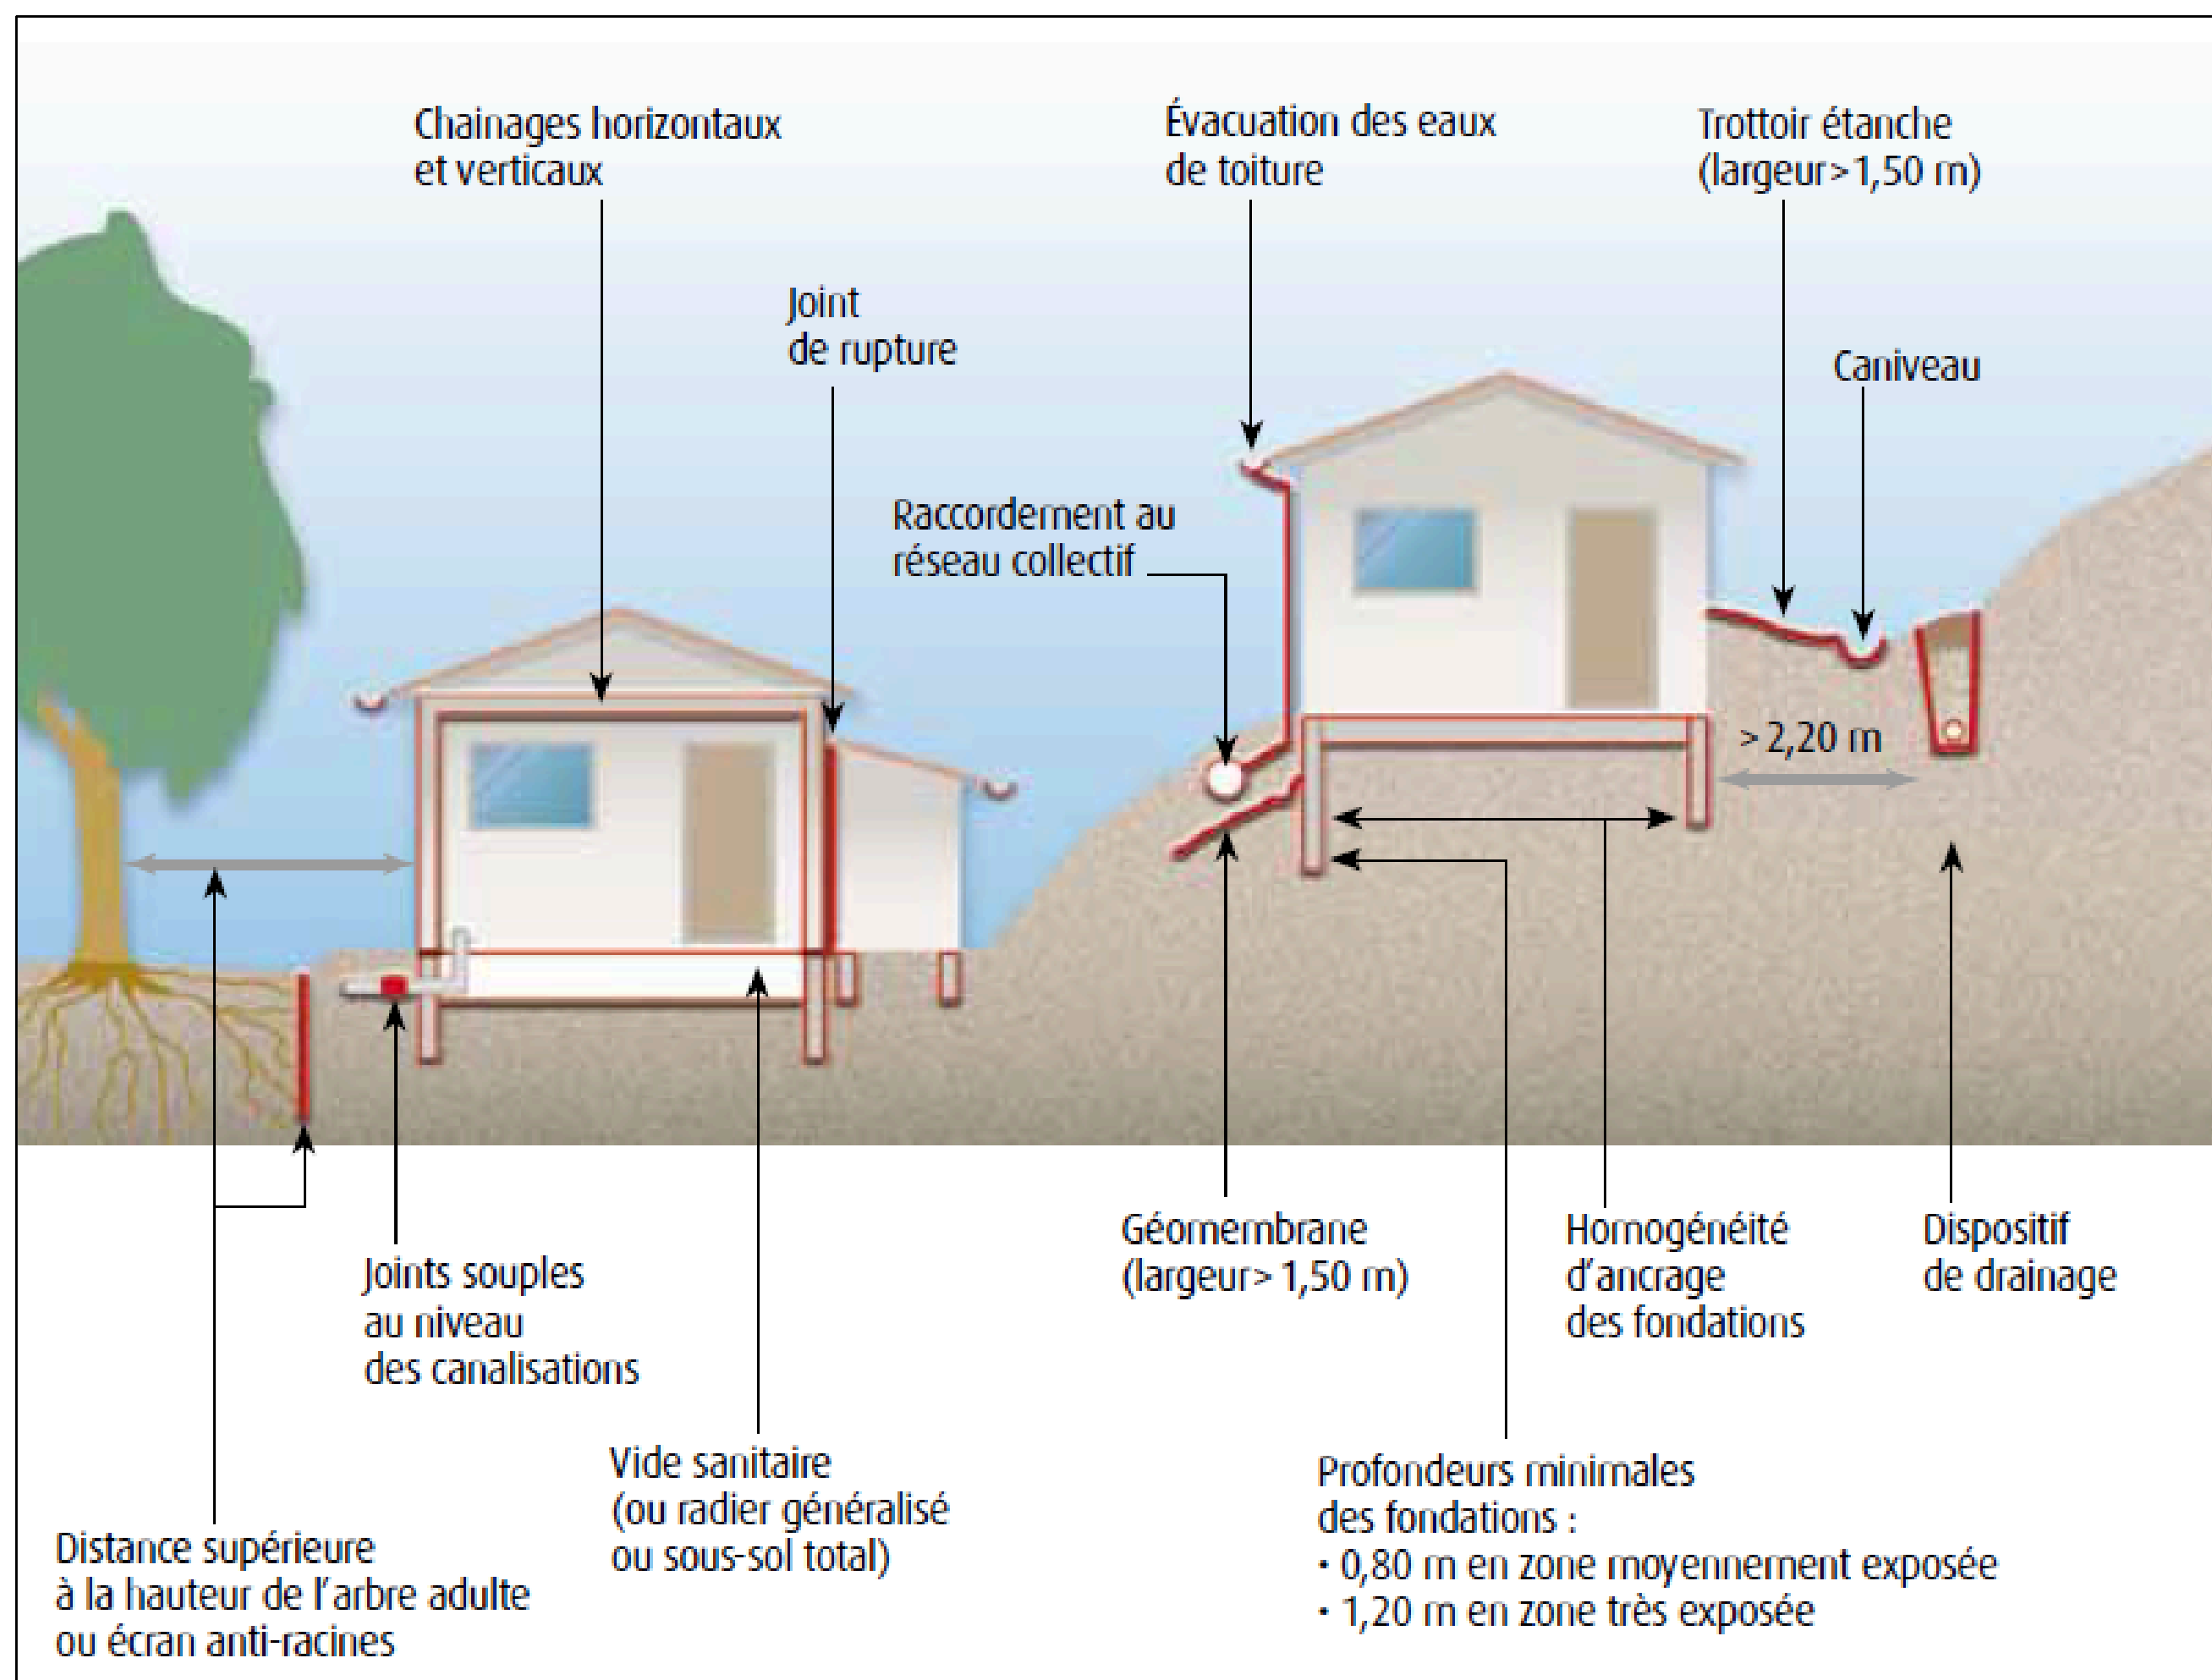 Chainages horizontaux
et verticaux
Évacuation des eaux
de toiture
Trottoir étanche
(largeur>1,50 m)
Joint
de rupture
Caniveau
Raccordement au
réseau collectif
> 2,20 m
Géomembrane
(largeur> 1,50 m)
Homogénéité
d'ancrage
des fondations
Dispositif
de drainage
Joints souples
au niveau
des canalisations
Vide sanitaire
(ou radier généralisé
ou sous-sol total)
Profondeurs minimales
des fondations :
• 0,80 m en zone moyennement exposée
• 1,20 m en zone très exposée
Distance supérieure
à la hauteur de l'arbre adulte
ou écran anti-racines